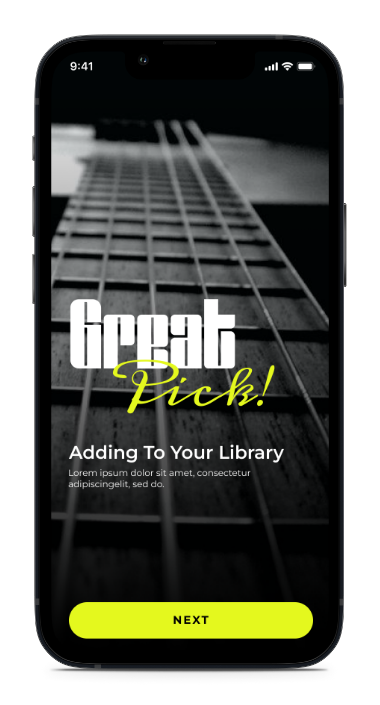 9:41
Great
Pick!
Adding To Your Library
Lorem ipsum dolor sit amet, consectetur
adipiscingelit, sed do.
NEXT